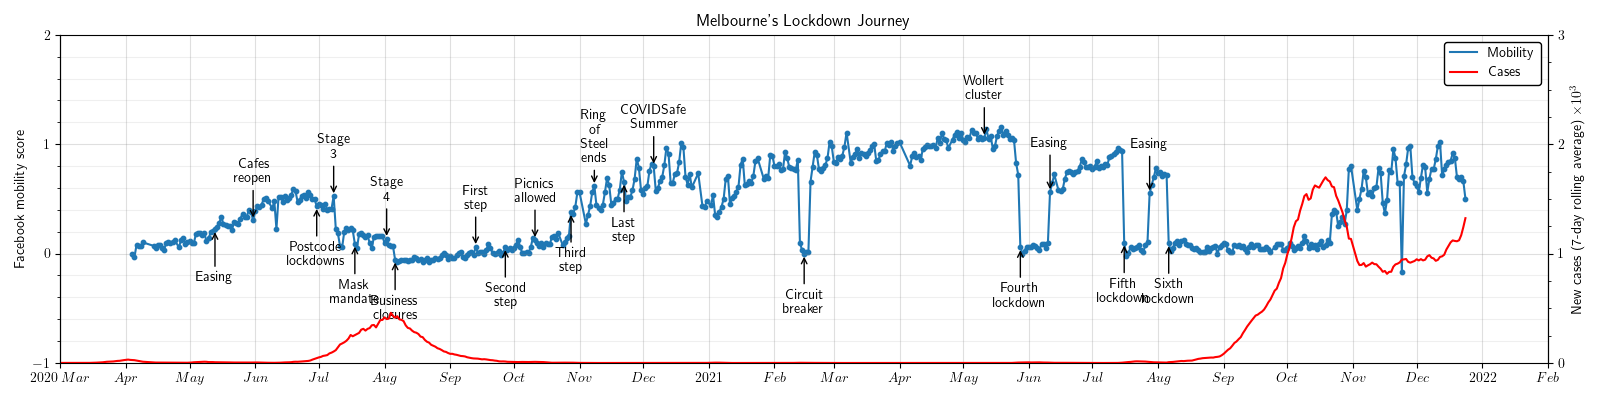 Melbourne's Lockdown Journey
Facebook mobility score
New cases (7-day rolling average) ×10³
2
1
0
−1
3
2
1
0
Mobility
Cases
Easing
Cafes
reopen
Postcode
lockdowns
Stage
3
Mask
mandate
Stage
4
Business
closures
First
step
Second
step
Picnics
allowed
Third
step
Ring
of
Steel
ends
Last
step
COVIDSafe
Summer
Circuit
breaker
Wollert
cluster
Fourth
lockdown
Easing
Fifth
lockdown
Easing
Sixth
lockdown
2020 Mar
Apr
May
Jun
Jul
Aug
Sep
Oct
Nov
Dec
2021
Feb
Mar
Apr
May
Jun
Jul
Aug
Sep
Oct
Nov
Dec
2022
Feb